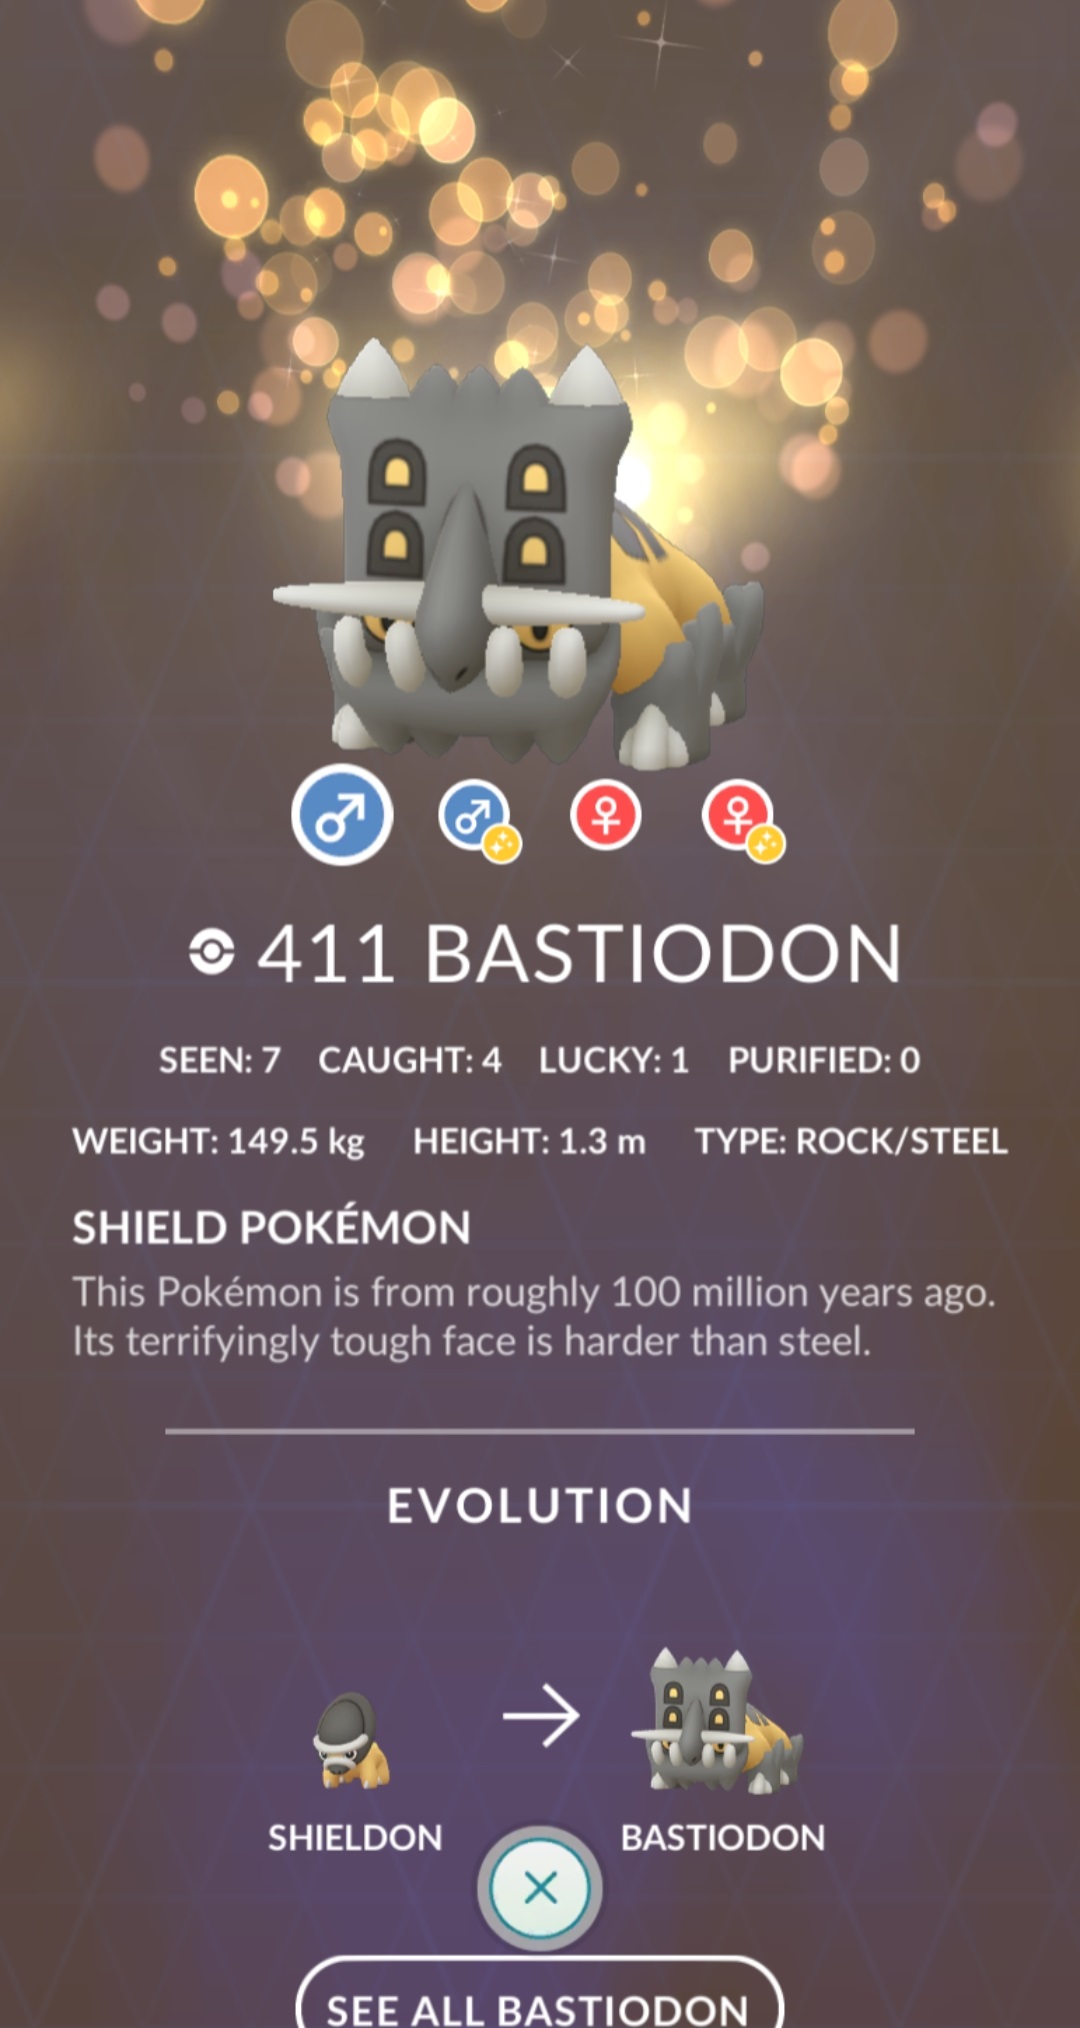 411 BASTIODON
SEEN: 7 CAUGHT: 4 LUCKY: 1 PURIFIED: 0
WEIGHT: 149.5 kg HEIGHT: 1.3 m TYPE: ROCK/STEEL
SHIELD POKÉMON
This Pokémon is from roughly 100 million years ago.
Its terrifyingly tough face is harder than steel.
EVOLUTION
SHIELDON BASTIODON
SEE ALL BASTIODON